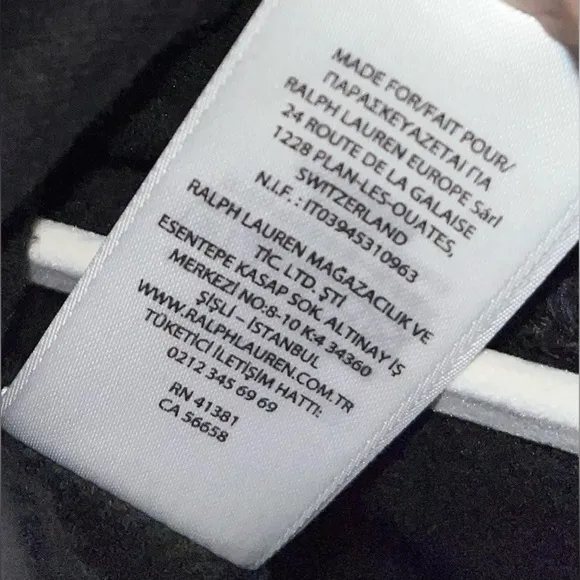 MADE FOR/FAIT POUR/
ΠΑΡΑΣΚΕΥΑΖΕΤΑΙ ΓΙΑ
RALPH LAUREN EUROPE Sárl
24 ROUTE DE LA GALAISE
1228 PLAN-LES-OUATES,
SWITZERLAND
N.I.F. : IT03945310963
RALPH LAUREN MAĞAZACILIK VE
TİC. LTD. ŞTİ
ESENTEPE KASAP SOK. ALTINAY İŞ
MERKEZİ NO:8-10 K:4 34360
ŞİŞLİ – İSTANBUL
WWW.RALPHLAUREN.COM.TR
TÜKETİCİ İLETİŞİM HATTI:
0212 345 69 69
RN 41381
CA 56658